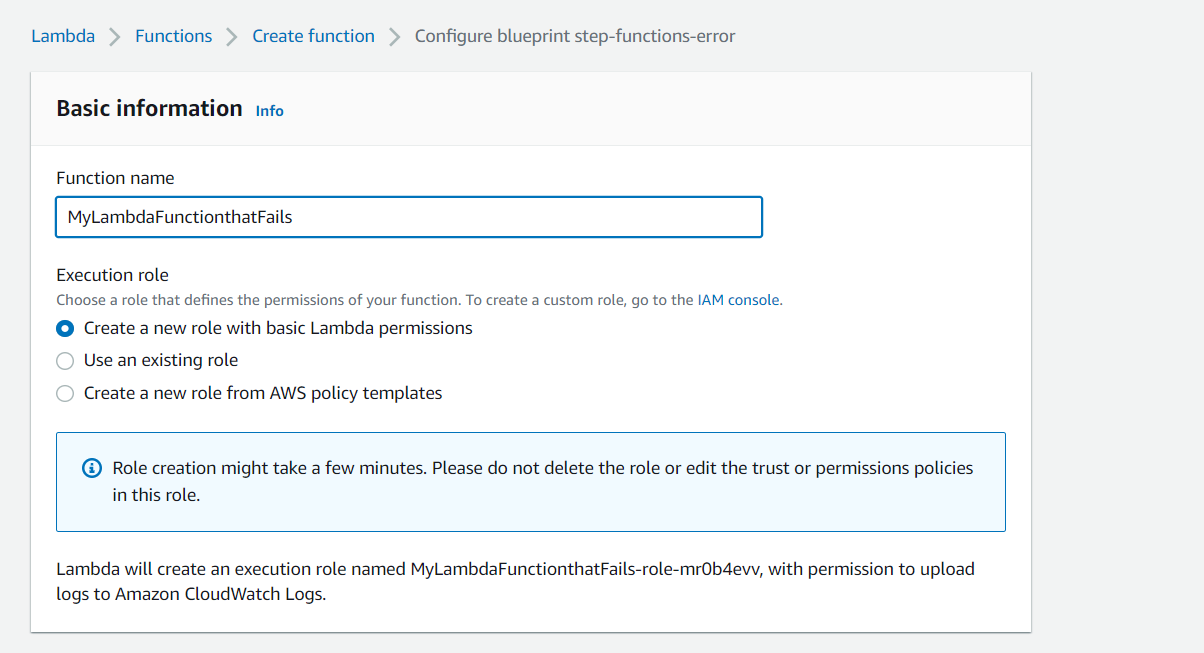 Lambda > Functions > Create function > Configure blueprint step-functions-error
Basic information Info
Function name
MyLambdaFunctionthatFails
Execution role
Choose a role that defines the permissions of your function. To create a custom role, go to the IAM console.
Create a new role with basic Lambda permissions
Use an existing role
Create a new role from AWS policy templates
Role creation might take a few minutes. Please do not delete the role or edit the trust or permissions policies
in this role.
Lambda will create an execution role named MyLambdaFunctionthatFails-role-mr0b4evv, with permission to upload
logs to Amazon CloudWatch Logs.